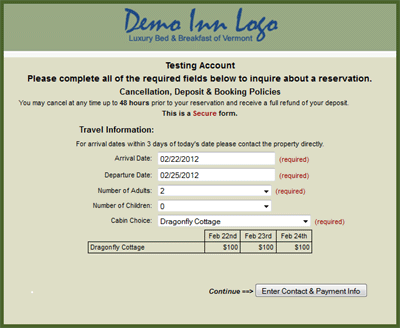 Demo Inn Logo
Luxury Bed & Breakfast of Vermont
Testing Account
Please complete all of the required fields below to inquire about a reservation.
Cancellation, Deposit & Booking Policies
You may cancel at any time up to 48 hours prior to your reservation and receive a full refund of your deposit.
This is a Secure form.
Travel Information:
For arrival dates within 3 days of today's date please contact the property directly.
Arrival Date: 02/22/2012 (required)
Departure Date: 02/25/2012 (required)
Number of Adults: 2 (required)
Number of Children: 0
Cabin Choice: Dragonfly Cottage (required)
Feb 22nd Feb 23rd Feb 24th
Dragonfly Cottage $100 $100 $100
Continue ==> Enter Contact & Payment Info